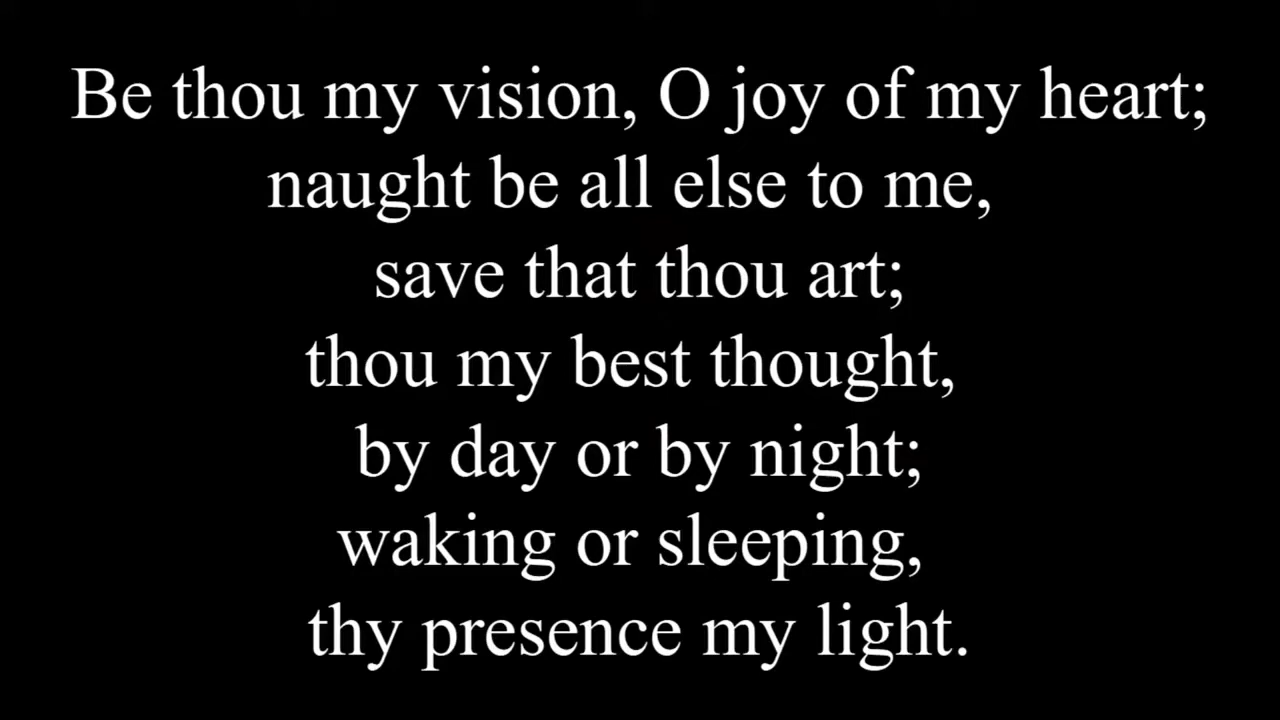 Be thou my vision, O joy of my heart;
naught be all else to me,
save that thou art;
thou my best thought,
by day or by night;
waking or sleeping,
thy presence my light.